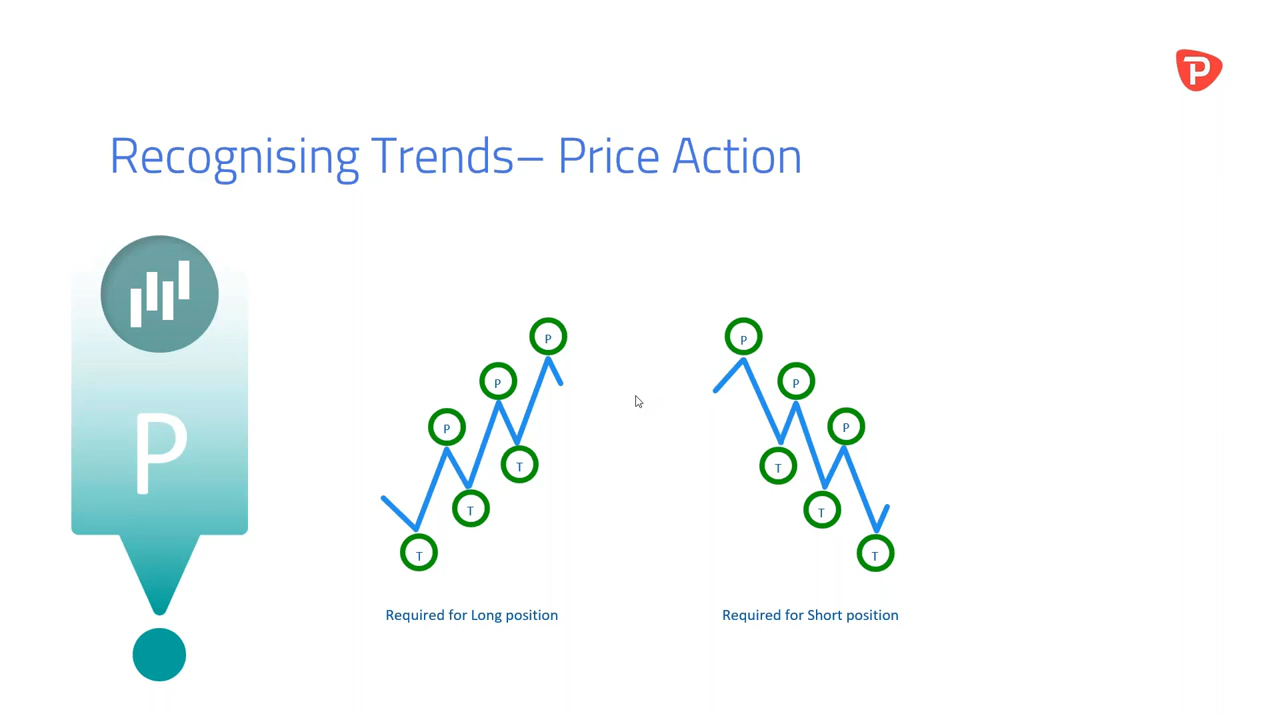 P
Recognising Trends– Price Action
P
P
P
P
T
T
T
P
P
P
T
T
T
Required for Long position
Required for Short position